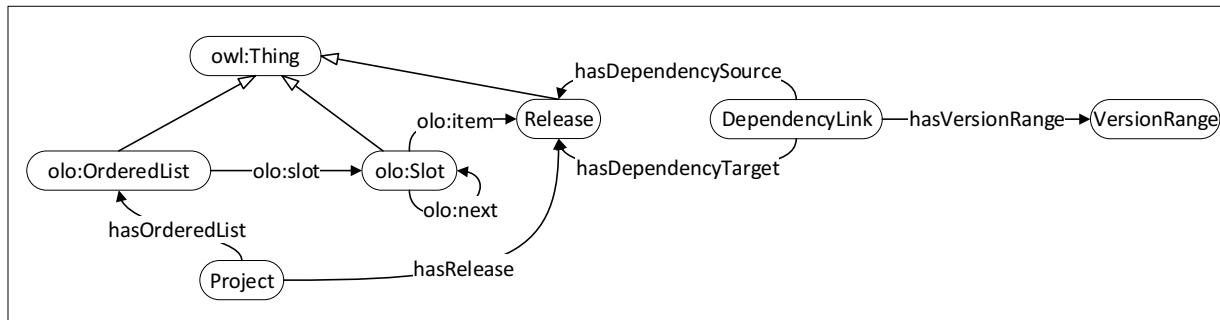 owl:Thing
hasDependencySource
olo:item
Release
DependencyLink
hasVersionRange
VersionRange
olo:OrderedList
olo:slot
olo:Slot
hasDependencyTarget
olo:next
hasOrderedList
Project
hasRelease